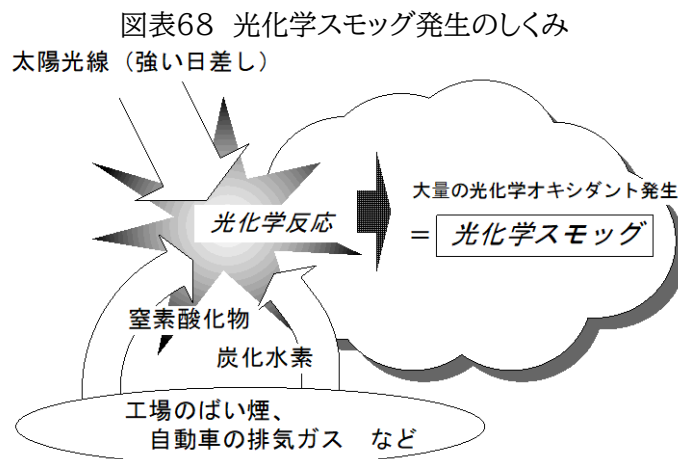 図表68 光化学スモッグ発生のしくみ
太陽光線（強い日差し）
大量の光化学オキシダント発生
光化学反応
＝ 光化学スモッグ
窒素酸化物
炭化水素
工場のばい煙、
自動車の排気ガス など